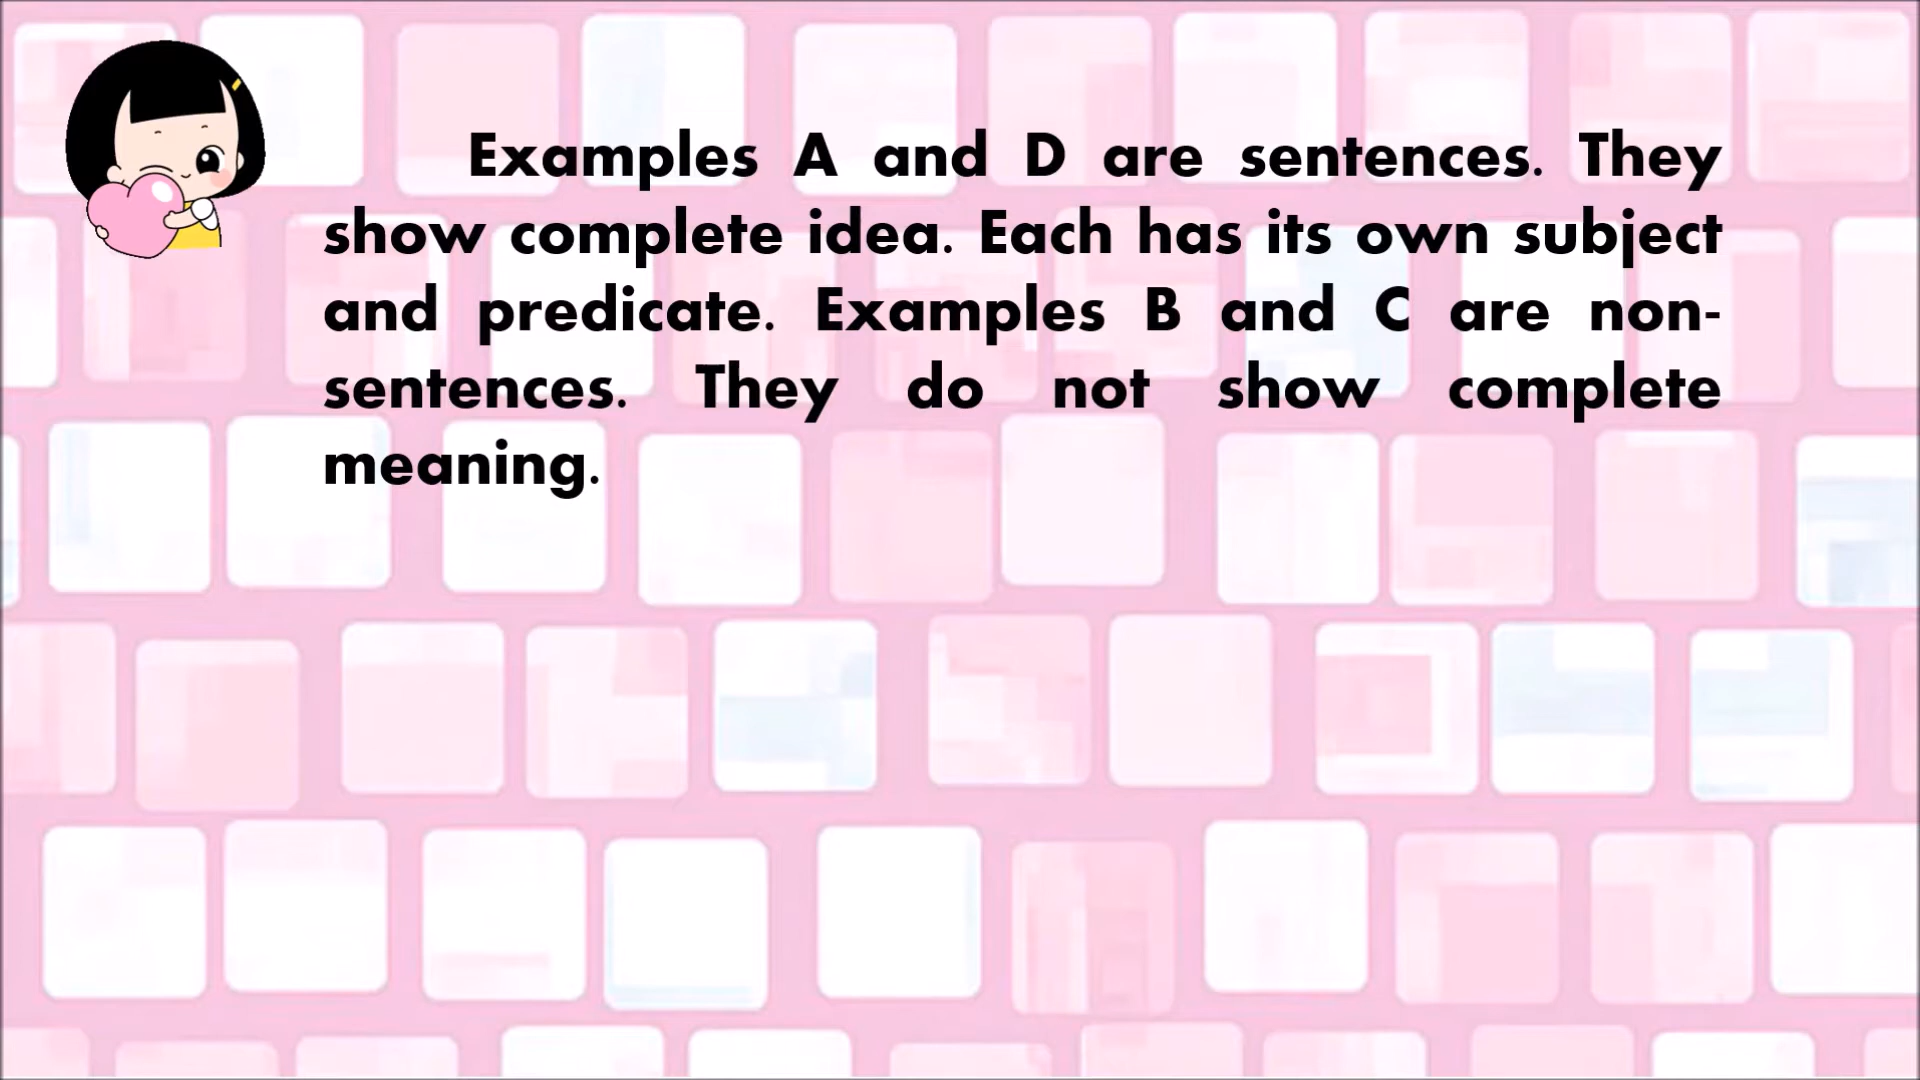 Examples A and D are sentences. They
show complete idea. Each has its own subject
and predicate. Examples B and C are non-
sentences. They do not show complete
meaning.